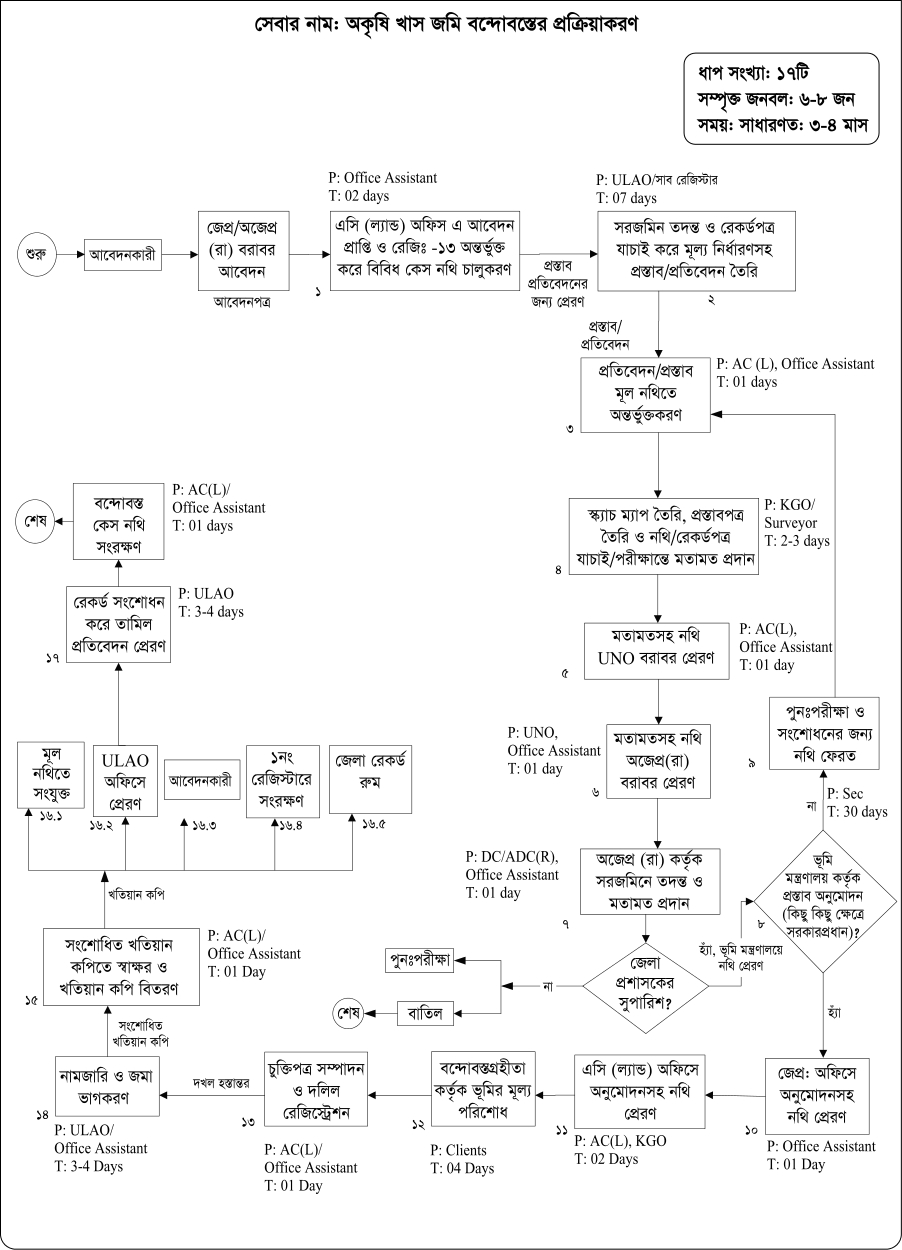 সেবার নাম: অকৃষি খাস জমি বন্দোবস্তের প্রক্রিয়াকরণ
ধাপ সংখ্যা: ১৭টি
সম্পৃক্ত জনবল: ৬-৮ জন
সময়: সাধারণত: ৩-৪ মাস
শুরু
আবেদনকারী
জেপ্র/অজেপ্র
(রা) বরাবর
আবেদন
আবেদনপত্র
P: Office Assistant
T: 02 days
এসি (ল্যান্ড) অফিস এ আবেদন
প্রাপ্তি ও রেজিঃ -১৩ অন্তর্ভুক্ত
করে বিবিধ কেস নথি চালুকরণ
১
প্রস্তাব
প্রতিবেদনের
জন্য প্রেরণ
P: ULAO/সাব রেজিস্টার
T: 07 days
সরজমিন তদন্ত ও রেকর্ডপত্র
যাচাই করে মূল্য নির্ধারণসহ
প্রস্তাব/প্রতিবেদন তৈরি
২
প্রস্তাব/
প্রতিবেদন
প্রতিবেদন/প্রস্তাব
মূল নথিতে
অন্তর্ভুক্তকরণ
৩
P: AC (L), Office Assistant
T: 01 days
স্ক্যাচ ম্যাপ তৈরি, প্রস্তাবপত্র
তৈরি ও নথি/রেকর্ডপত্র
যাচাই/পরীক্ষান্তে মতামত প্রদান
৪
P: KGO/
Surveyor
T: 2-3 days
মতামতসহ নথি
UNO বরাবর প্রেরণ
৫
P: AC(L),
Office Assistant
T: 01 day
P: UNO,
Office Assistant
T: 01 day
মতামতসহ নথি
অজেপ্র(রা)
বরাবর প্রেরণ
৬
P: DC/ADC(R),
Office Assistant
T: 01 day
অজেপ্র (রা) কর্তৃক
সরজমিনে তদন্ত ও
মতামত প্রদান
৭
জেলা
প্রশাসকের
সুপারিশ?
না
পুনঃপরীক্ষা
বাতিল
শেষ
হ্যাঁ, ভূমি মন্ত্রণালয়ে
নথি প্রেরণ
ভূমি
মন্ত্রণালয় কর্তৃক
প্রস্তাব অনুমোদন
(কিছু কিছু ক্ষেত্রে
সরকারপ্রধান)?
৮
না
P: Sec
T: 30 days
পুনঃপরীক্ষা ও
সংশোধনের জন্য
নথি ফেরত
৯
হ্যাঁ
জেপ্র: অফিসে
অনুমোদনসহ
নথি প্রেরণ
১০
P: Office Assistant
T: 01 Day
এসি (ল্যান্ড) অফিসে
অনুমোদনসহ নথি
প্রেরণ
১১
P: AC(L), KGO
T: 02 Days
বন্দোবস্তগ্রহীতা
কর্তৃক ভূমির মূল্য
পরিশোধ
১২
P: Clients
T: 04 Days
চুক্তিপত্র সম্পাদন
ও দলিল
রেজিস্ট্রেশন
১৩
P: AC(L)/
Office Assistant
T: 01 Day
দখল হস্তান্তর
নামজারি ও জমা
ভাগকরণ
১৪
P: ULAO/
Office Assistant
T: 3-4 Days
সংশোধিত
খতিয়ান কপি
সংশোধিত খতিয়ান
কপিতে স্বাক্ষর ও
খতিয়ান কপি বিতরণ
১৫
P: AC(L)/
Office Assistant
T: 01 Day
খতিয়ান কপি
মূল
নথিতে
সংযুক্ত
১৬.১
ULAO
অফিসে
প্রেরণ
১৬.২
আবেদনকারী
১৬.৩
১নং
রেজিস্টারে
সংরক্ষণ
১৬.৪
জেলা রেকর্ড
রুম
১৬.৫
রেকর্ড সংশোধন
করে তামিল
প্রতিবেদন প্রেরণ
১৭
P: ULAO
T: 3-4 days
বন্দোবস্ত
কেস নথি
সংরক্ষণ
P: AC(L)/
Office Assistant
T: 01 days
শেষ